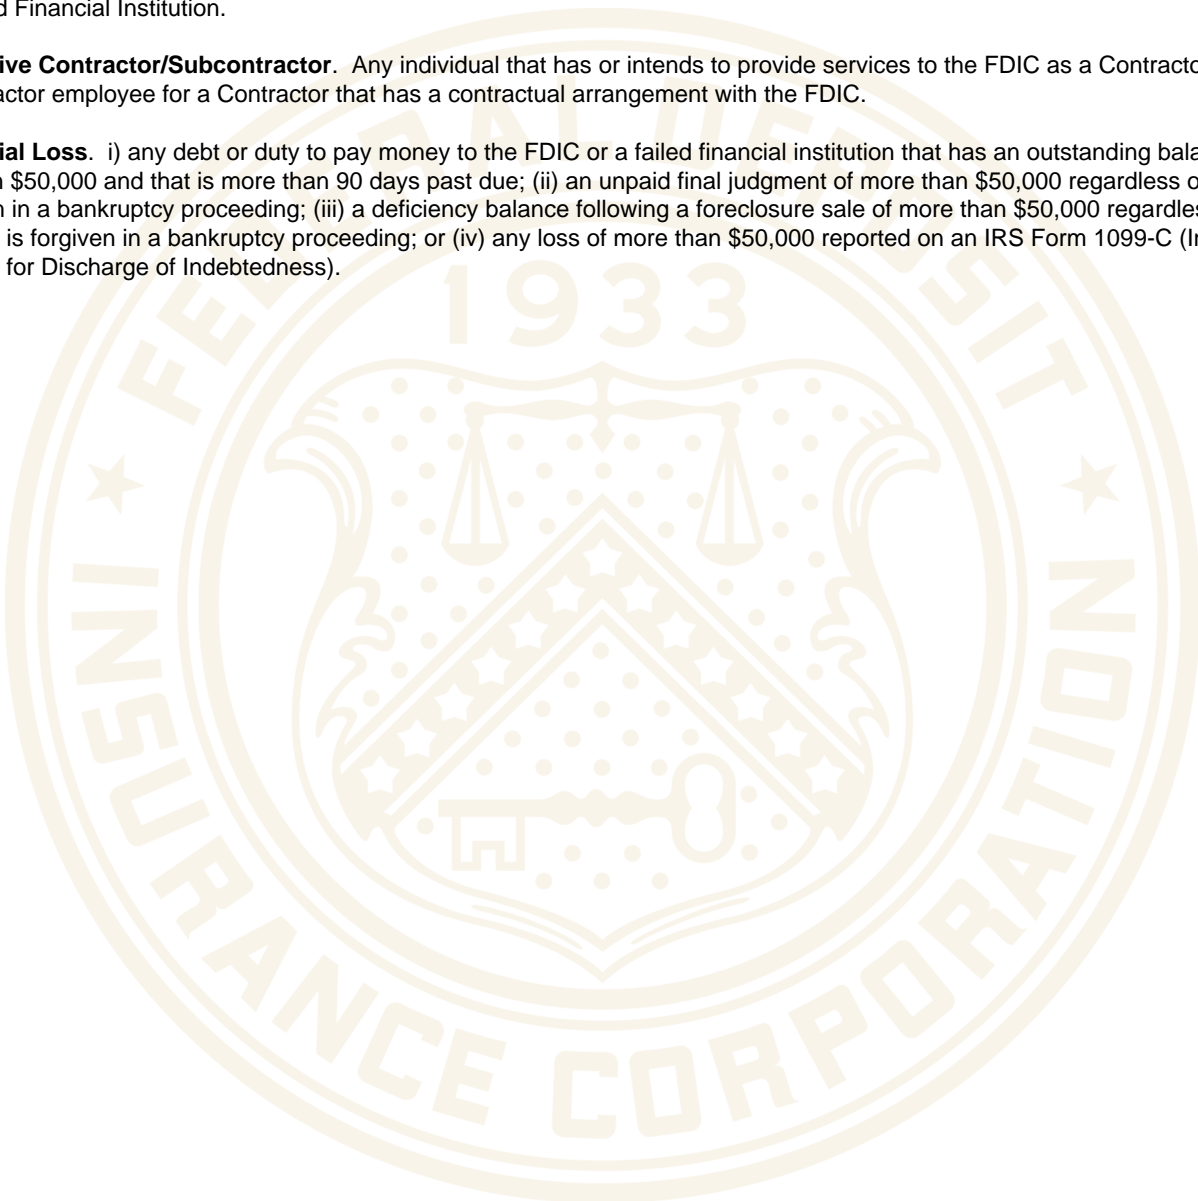 d Financial Institution.
ive Contractor/Subcontractor. Any individual that has or intends to provide services to the FDIC as a Contracto
actor employee for a Contractor that has a contractual arrangement with the FDIC.
ial Loss. i) any debt or duty to pay money to the FDIC or a failed financial institution that has an outstanding bala
n $50,000 and that is more than 90 days past due; (ii) an unpaid final judgment of more than $50,000 regardless o
n in a bankruptcy proceeding; (iii) a deficiency balance following a foreclosure sale of more than $50,000 regardles
is forgiven in a bankruptcy proceeding; or (iv) any loss of more than $50,000 reported on an IRS Form 1099-C (I
for Discharge of Indebtedness).
FEDERAL DEPOSIT
1933
INSURANCE CORPORATION